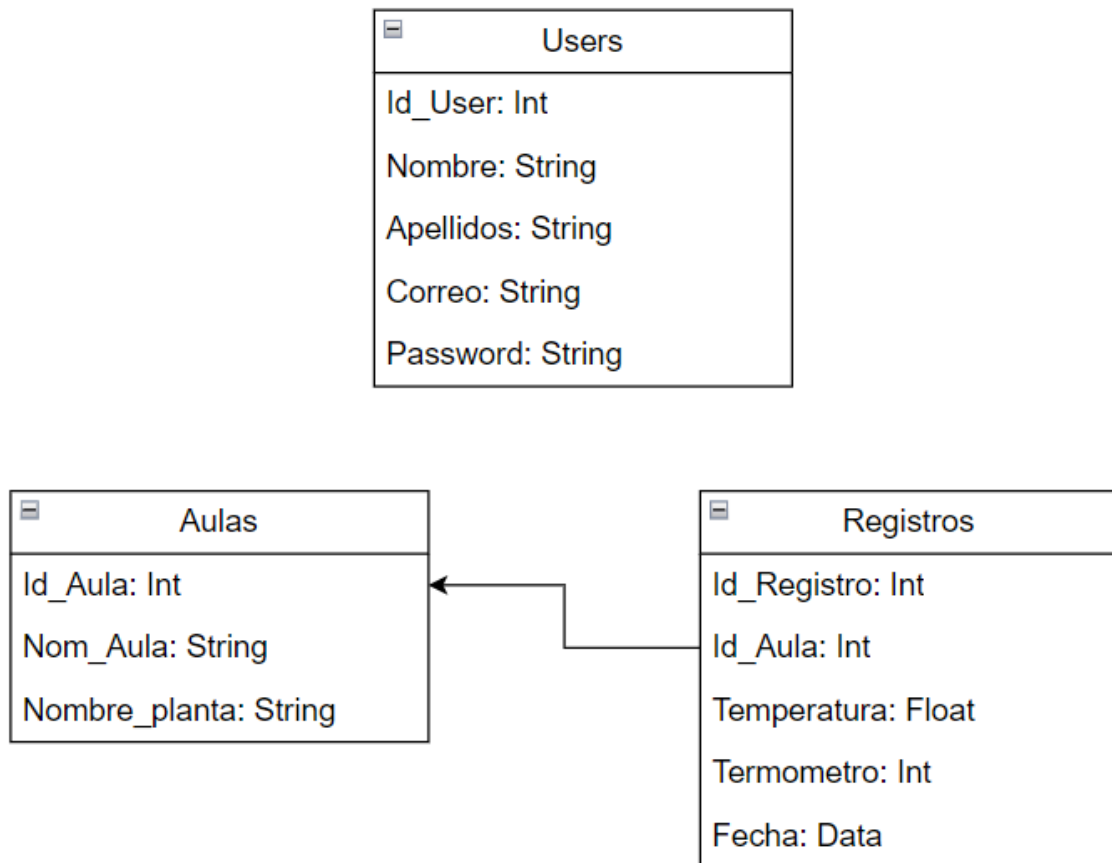 Users
Id_User: Int
Nombre: String
Apellidos: String
Correo: String
Password: String
Aulas
Id_Aula: Int
Nom_Aula: String
Nombre_planta: String
Registros
Id_Registro: Int
Id_Aula: Int
Temperatura: Float
Termometro: Int
Fecha: Data